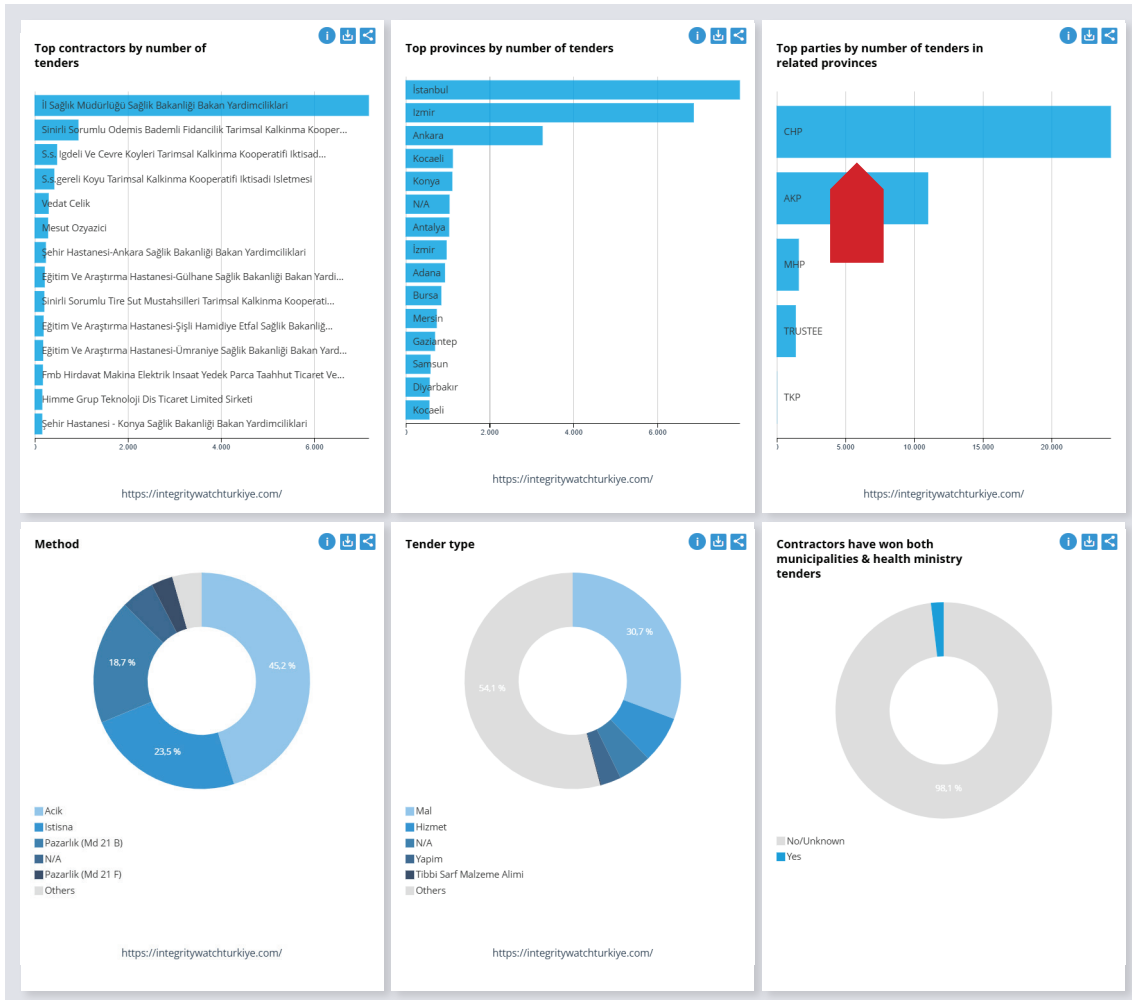 Top contractors by number of
tenders
İl Sağlık Müdürlüğü Sağlik Bakanliği Bakan Yardimciliklari
Sinirli Sorumlu Odemis Bademli Fidancilik Tarimsal Kalkinma Kooper...
S.s. Igdeli Ve Cevre Koyleri Tarimsal Kalkinma Kooperatifi Iktisad...
S.s.gereli Koyu Tarimsal Kalkinma Kooperatifi Iktisadi Isletmesi
Vedat Celik
Mesut Ozyazici
Şehir Hastanesi-Ankara Sağlik Bakanliği Bakan Yardimciliklari
Eğitim Ve Araştırma Hastanesi-Gülhane Sağlik Bakanliği Bakan Yardi...
Sinirli Sorumlu Tire Sut Mustahsilleri Tarimsal Kalkinma Kooperati...
Eğitim Ve Araştırma Hastanesi-Şişli Hamidiye Etfal Sağlik Bakanliğ...
Eğitim Ve Araştırma Hastanesi-Ümraniye Sağlik Bakanliği Bakan Yard...
Fmb Hirdavat Makina Elektrik Insaat Yedek Parca Taahhut Ticaret Ve...
Himme Grup Teknoloji Dis Ticaret Limited Sirketi
Şehir Hastanesi - Konya Sağlik Bakanliği Bakan Yardimciliklari
2.000 4.000 6.000
https://integritywatchturkiye.com/
Top provinces by number of tenders
İstanbul
Izmir
Ankara
Kocaeli
Konya
N/A
Antalya
İzmir
Adana
Bursa
Mersin
Gaziantep
Samsun
Diyarbakır
Kocaeli
2.000 4.000 6.000
https://integritywatchturkiye.com/
Top parties by number of tenders in
related provinces
CHP
AKP
MHP
TRUSTEE
TKP
5.000 10.000 15.000 20.000
Method
45,2 %
18,7 %
23,5 %
Acik
Istisna
Pazarlık (Md 21 B)
N/A
Pazarlik (Md 21 F)
Others
https://integritywatchturkiye.com/
Tender type
30,7 %
54,1 %
Mal
Hizmet
N/A
Yapim
Tibbi Sarf Malzeme Alimi
Others
https://integritywatchturkiye.com/
Contractors have won both
municipalities & health ministry
tenders
98,1 %
No/Unknown
Yes